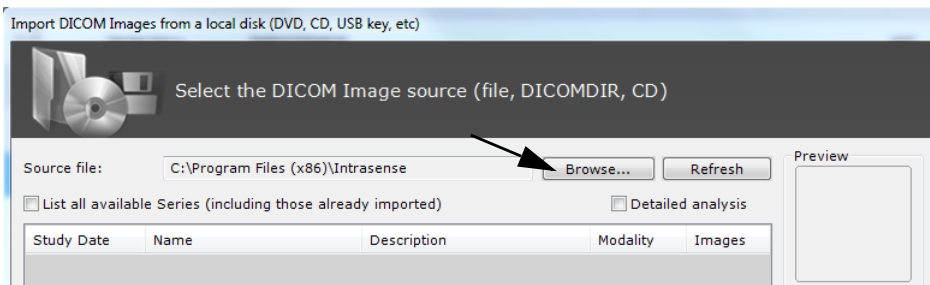 Import DICOM Images from a local disk (DVD, CD, USB key, etc)
Select the DICOM Image source (file, DICOMDIR, CD)
Source file: C:\Program Files (x86)\Intrasense Browse... Refresh Preview
List all available Series (including those already imported) Detailed analysis
Study Date Name Description Modality Images